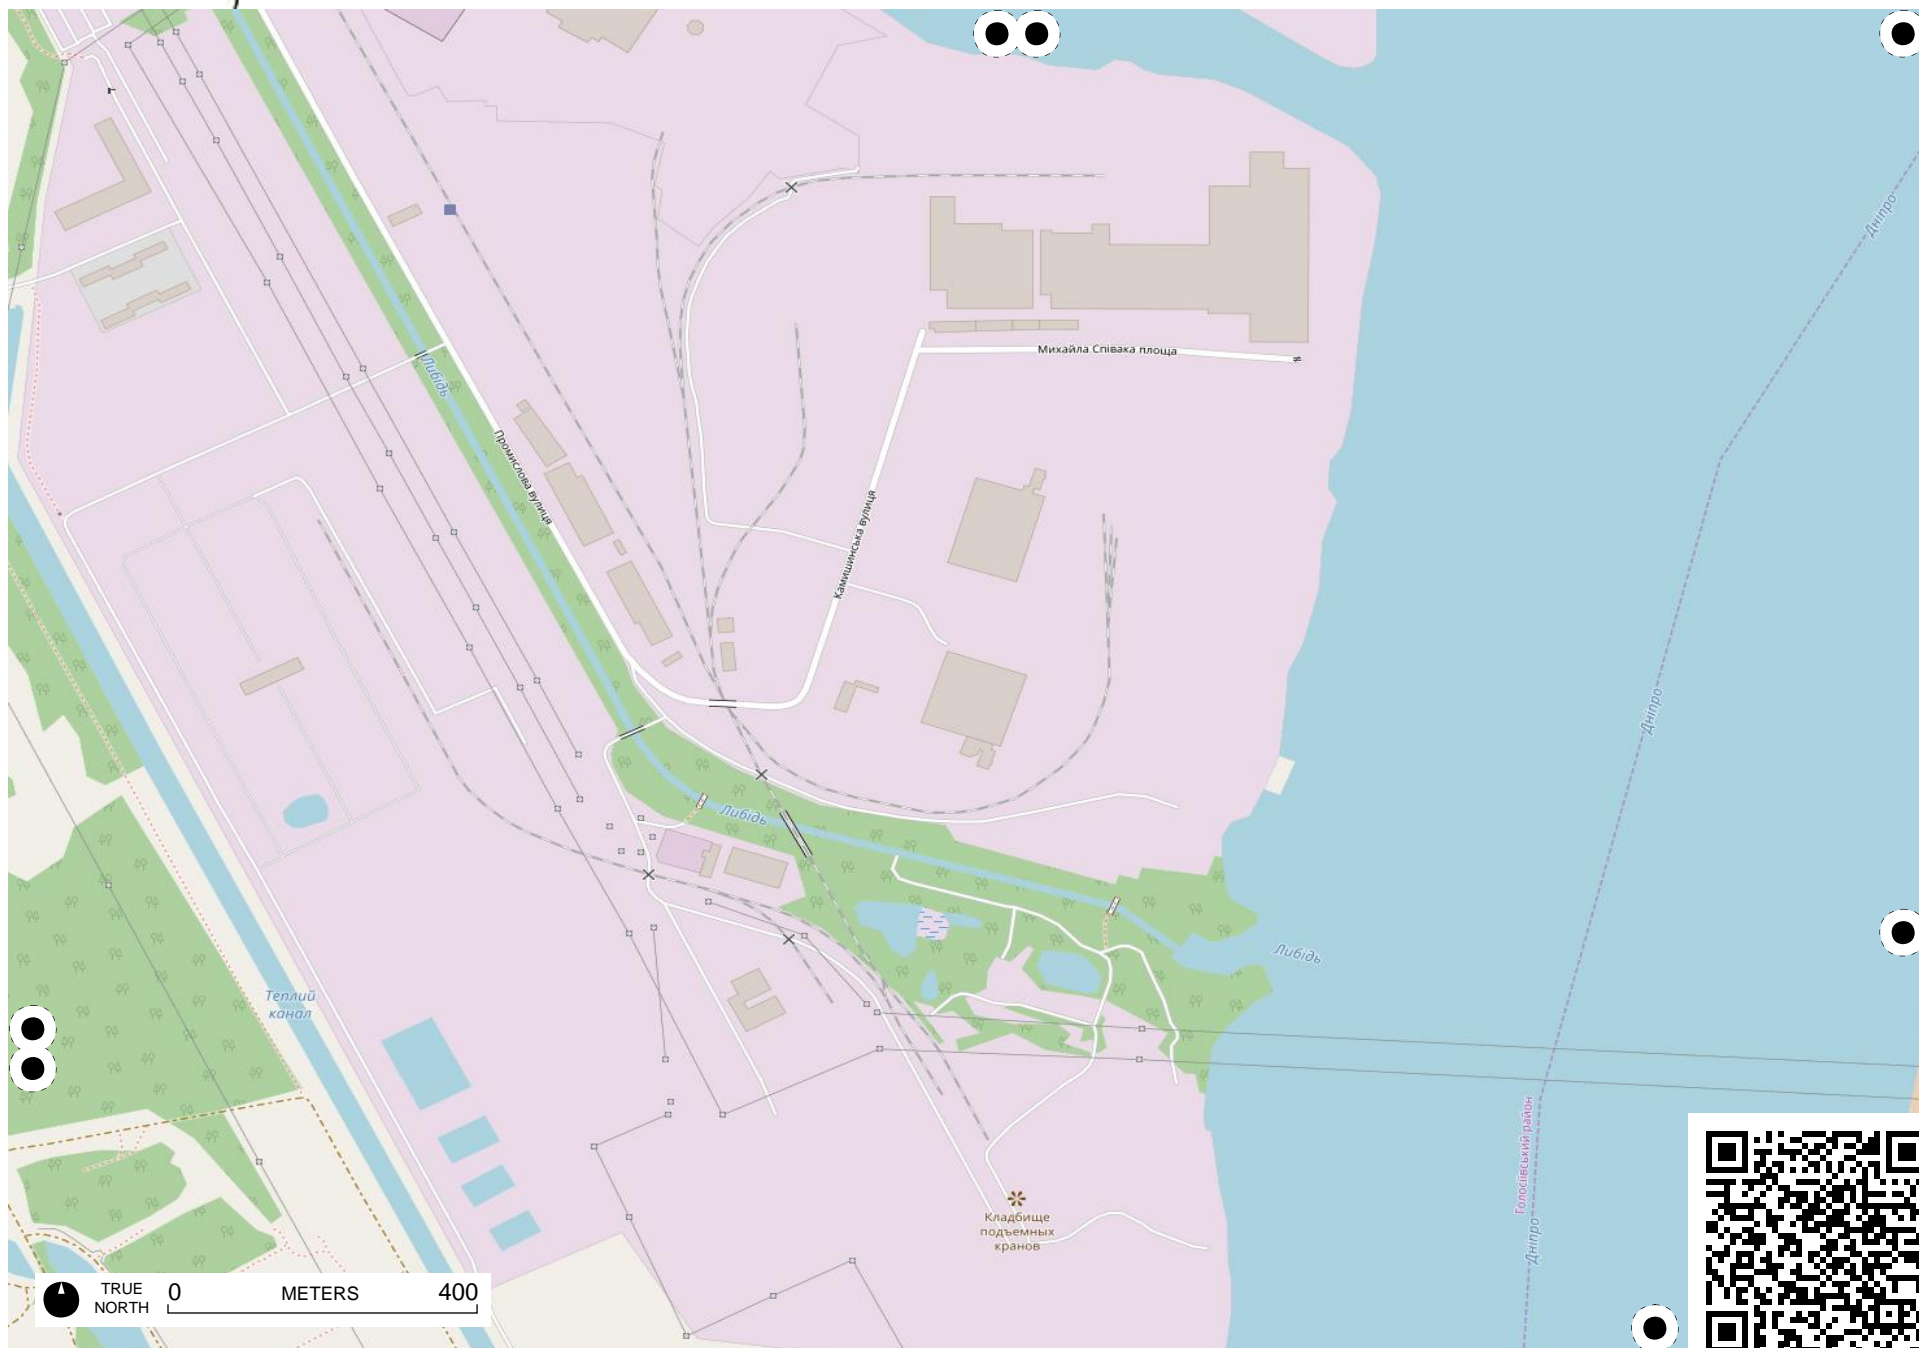 Дніпро
Михайла Співака площа
Либідь
Промислова вулиця
Камишинська вулиця
Дніпро
Либідь
Либідь
Теплий
канал
Голосіївський район
Кладбище
подъемных
кранов
Дніпро
TRUE
NORTH
0
METERS
400